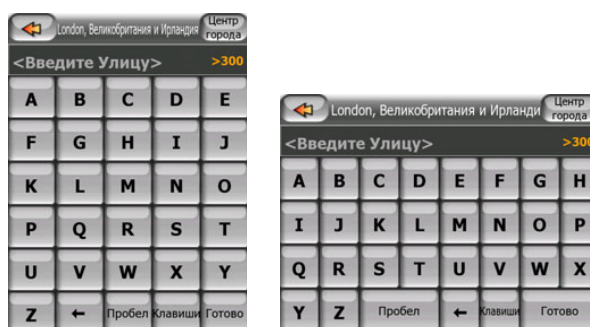 London, Великобритания и Ирландия
Центр
города
<Введите Улицу> >300
A B C D E
F G H I J
K L M N O
P Q R S T
U V W X Y
Z ← Пробел Клавиши Готово
London, Великобритания и Ирланди
Центр
города
<Введите Улицу> >300
A B C D E F G H
I J K L M N O P
Q R S T U V W X
Y Z Пробел ← Клавиши Готово